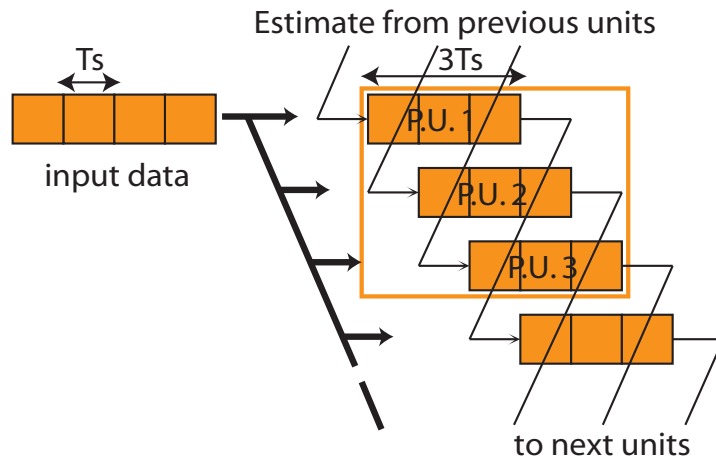 Estimate from previous units
Ts
3Ts
P.U. 1
input data
P.U. 2
P.U. 3
to next units